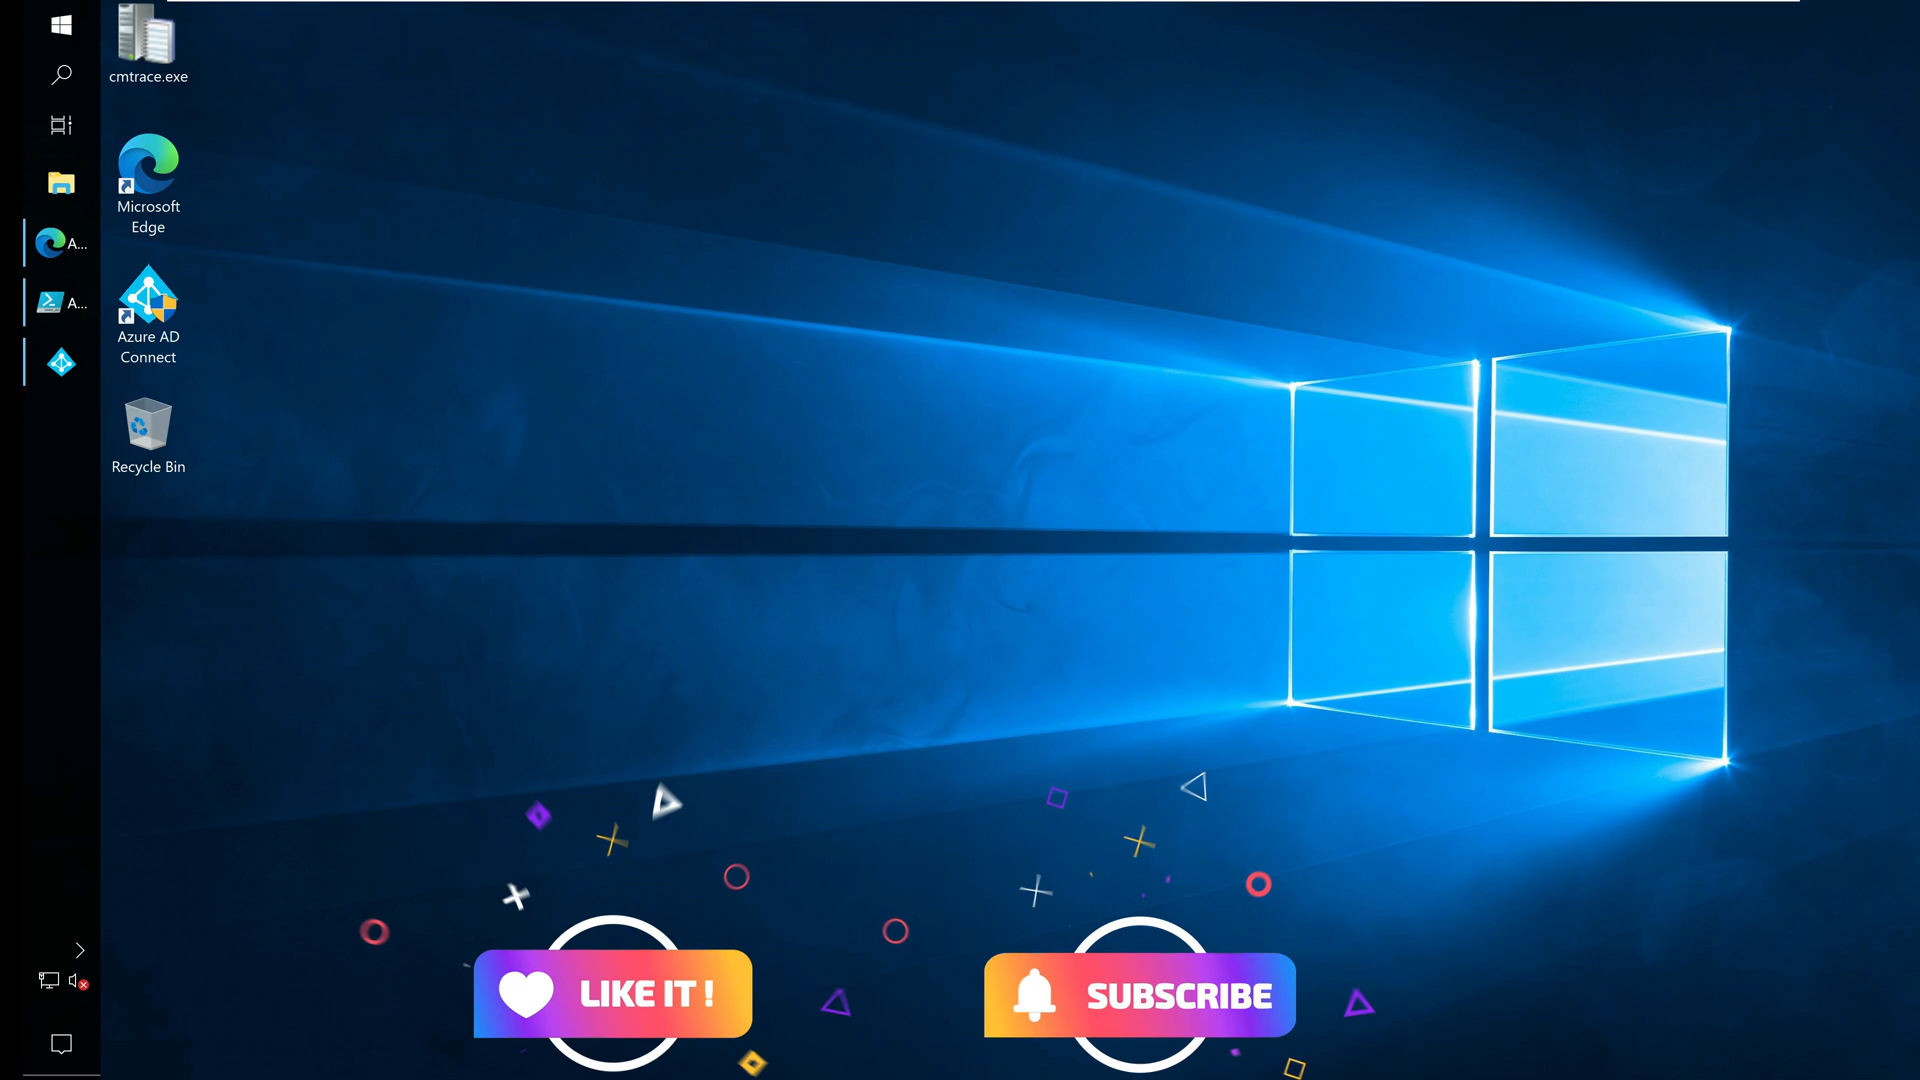 cmtrace.exe
Microsoft
Edge
A...
A...
Azure AD
Connect
Recycle Bin
LIKE IT !
SUBSCRIBE